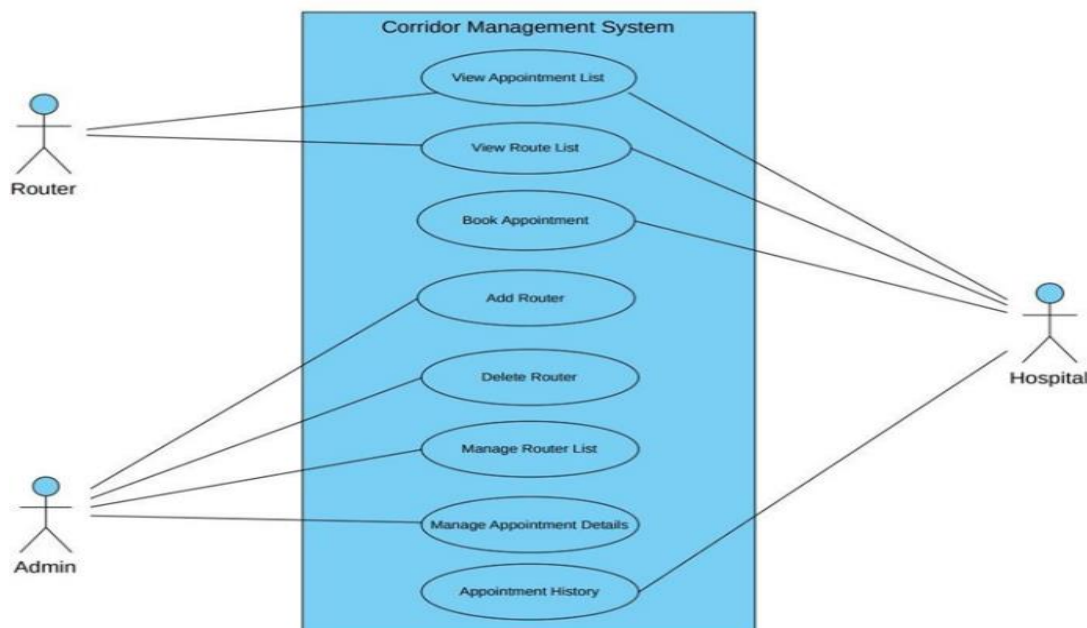 Corridor Management System
View Appointment List
Router
View Route List
Book Appointment
Add Router
Hospital
Delete Router
Manage Router List
Admin
Manage Appointment Details
Appointment History